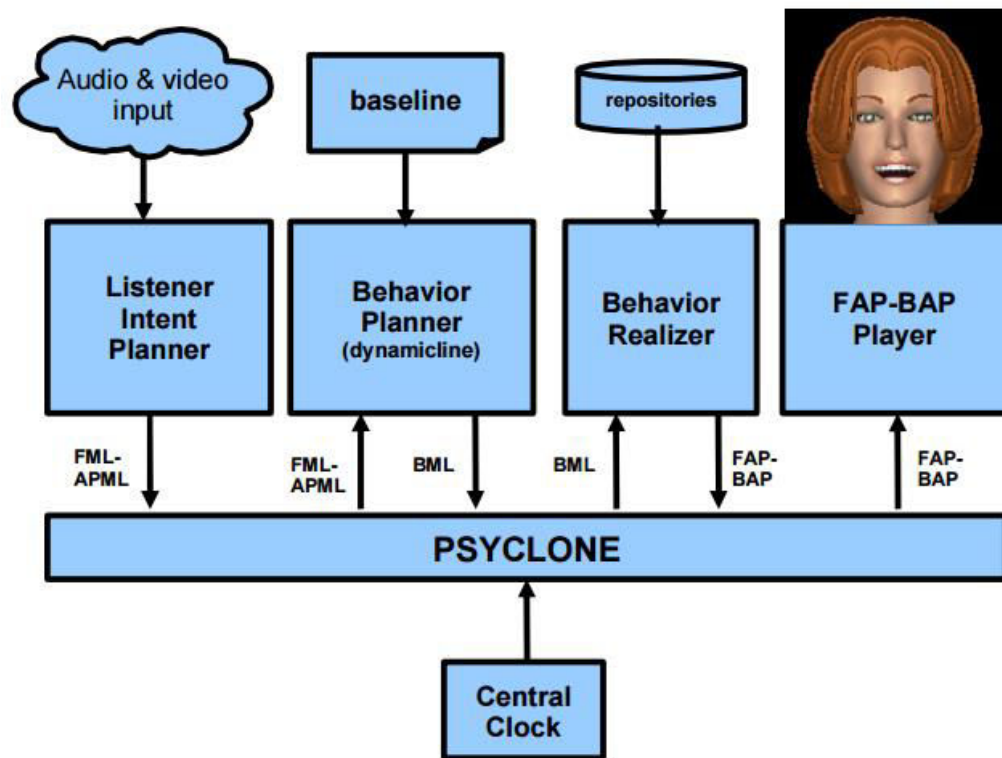 Audio & video
input
baseline
repositories
Listener
Intent
Planner
Behavior
Planner
(dynamicline)
Behavior
Realizer
FAP-BAP
Player
FML-
APML
FML-
APML
BML
BML
FAP-
BAP
FAP-
BAP
PSYCLONE
Central
Clock